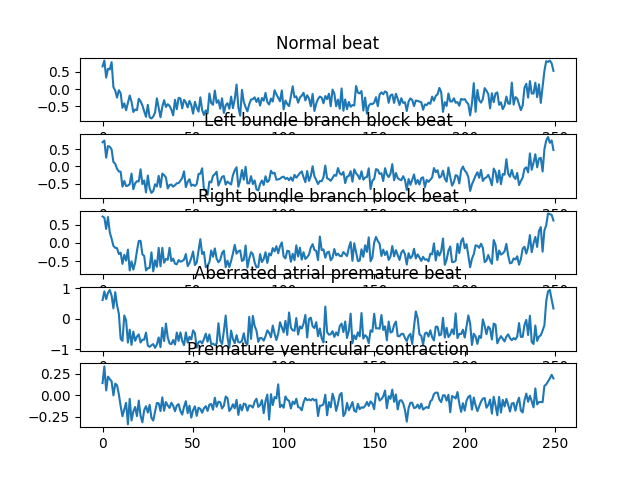 Normal beat
0.5
0.0
−0.5
Left bundle branch block beat
0.5
0.0
−0.5
Right bundle branch block beat
0.5
0.0
−0.5
Aberrated atrial premature beat
1
0
−1
Premature ventricular contraction
0.25
0.00
−0.25
0 50 100 150 200 250